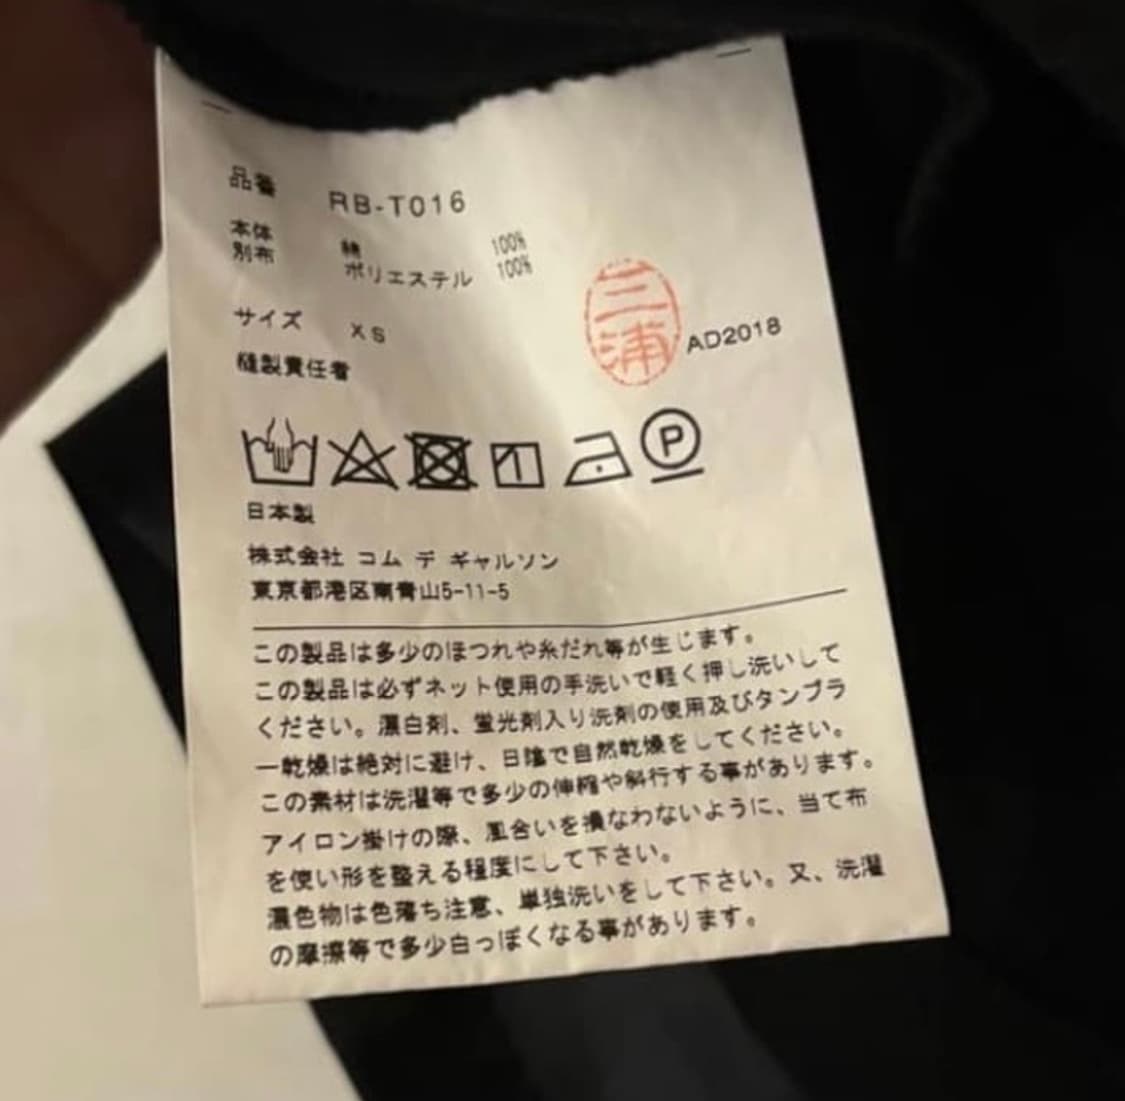 品番 RB-T016
本体 綿 100%
別布 ポリエステル 100%
サイズ XS
縫製責任者
三浦
AD2018
P
日本製
株式会社 コム デ ギャルソン
東京都港区南青山5-11-5
この製品は多少のほつれや糸だれ等が生じます。
この製品は必ずネット使用の手洗いで軽く押し洗いして
ください。漂白剤、蛍光剤入り洗剤の使用及びタンブラ
ー乾燥は絶対に避け、日陰で自然乾燥をしてください。
この素材は洗濯等で多少の伸縮や斜行する事があります。
アイロン掛けの際、風合いを損なわないように、当て布
を使い形を整える程度にして下さい。
濃色物は色落ち注意、単独洗いをして下さい。又、洗濯
の摩擦等で多少白っぽくなる事があります。